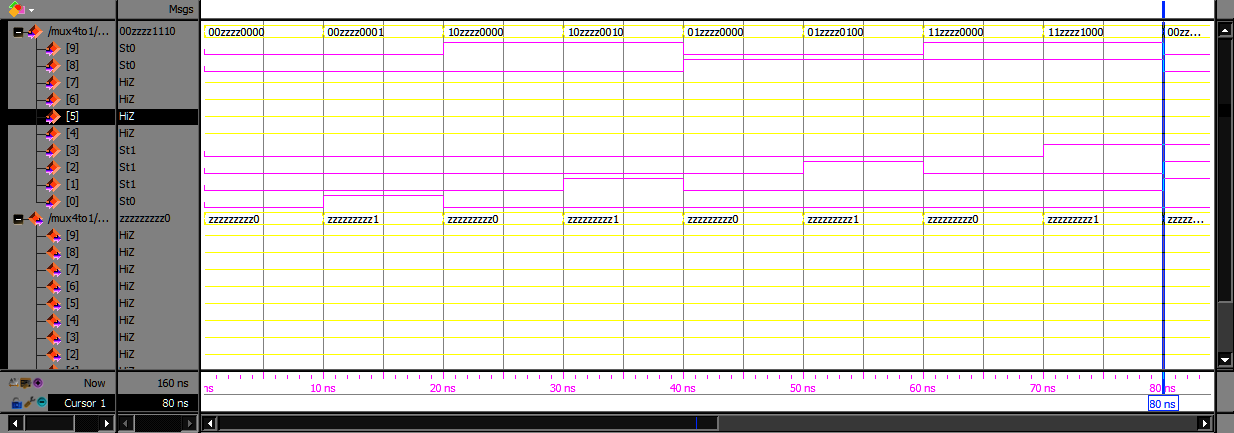 Msgs
/mux4to1/... 00zzzz1110 00zzzz0000 00zzzz0001 10zzzz0000 10zzzz0010 01zzzz0000 01zzzz0100 11zzzz0000 11zzzz1000 00zz...
[9] St0
[8] St0
[7] HiZ
[6] HiZ
[5] HiZ
[4] HiZ
[3] St1
[2] St1
[1] St1
[0] St0
/mux4to1/... zzzzzzzzz0 zzzzzzzzz0 zzzzzzzzz1 zzzzzzzzz0 zzzzzzzzz1 zzzzzzzzz0 zzzzzzzzz1 zzzzzzzzz0 zzzzzzzzz1 zzzzz...
[9] HiZ
[8] HiZ
[7] HiZ
[6] HiZ
[5] HiZ
[4] HiZ
[3] HiZ
[2] HiZ
Now 160 ns ns 10 ns 20 ns 30 ns 40 ns 50 ns 60 ns 70 ns 80 ns
Cursor 1 80 ns 80 ns